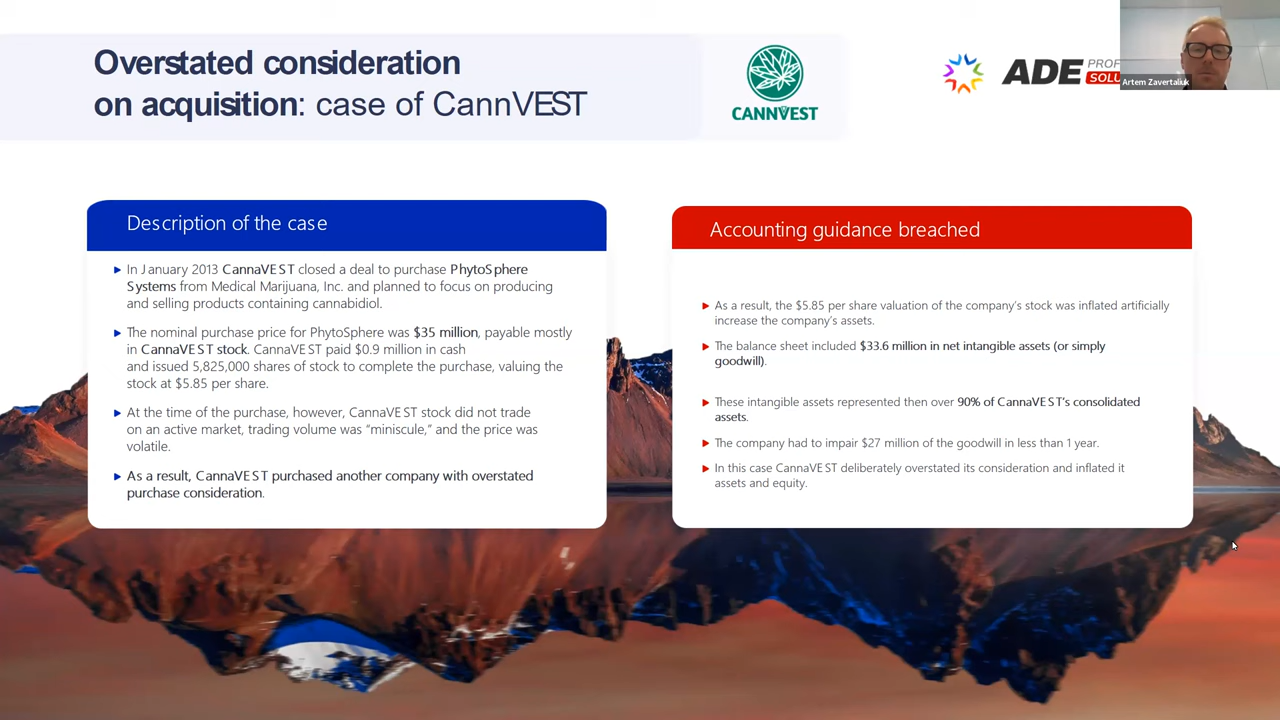 Overstated consideration
on acquisition: case of CannVEST
CANNVEST
ADE PROF
SOLU
Artem Zavertaliuk
Description of the case
In January 2013 CannaVEST closed a deal to purchase PhytoSphere
Systems from Medical Marijuana, Inc. and planned to focus on producing
and selling products containing cannabidiol.
The nominal purchase price for PhytoSphere was $35 million, payable mostly
in CannaVEST stock. CannaVEST paid $0.9 million in cash
and issued 5,825,000 shares of stock to complete the purchase, valuing the
stock at $5.85 per share.
At the time of the purchase, however, CannaVEST stock did not trade
on an active market, trading volume was “miniscule,” and the price was
volatile.
As a result, CannaVEST purchased another company with overstated
purchase consideration.
Accounting guidance breached
As a result, the $5.85 per share valuation of the company’s stock was inflated artificially
increase the company’s assets.
The balance sheet included $33.6 million in net intangible assets (or simply
goodwill).
These intangible assets represented then over 90% of CannaVEST’s consolidated
assets.
The company had to impair $27 million of the goodwill in less than 1 year.
In this case CannaVEST deliberately overstated its consideration and inflated it
assets and equity.